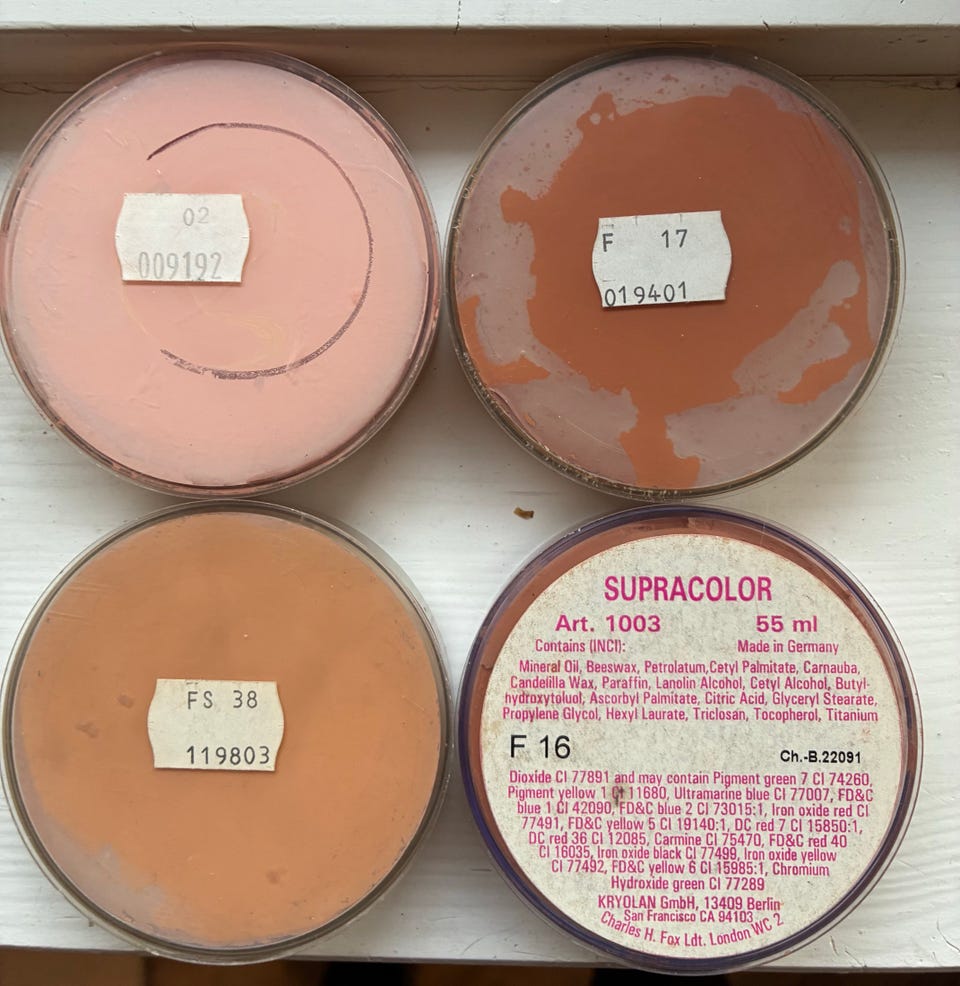 02
009192
F 17
019401
FS 38
119803
SUPRACOLOR
Art. 1003 55 ml
Contains (INCI): Made in Germany
Mineral Oil, Beeswax, Petrolatum,Cetyl Palmitate, Carnauba,
Candelilla Wax, Paraffin, Lanolin Alcohol, Cetyl Alcohol, Butyl-
hydroxytoluol, Ascorbyl Palmitate, Citric Acid, Glyceryl Stearate,
Propylene Glycol, Hexyl Laurate, Triclosan, Tocopherol, Titanium
F 16 Ch.-B.22091
Dioxide CI 77891 and may contain Pigment green 7 CI 74260,
Pigment yellow 1 CI 11680, Ultramarine blue CI 77007, FD&C
blue 1 CI 42090, FD&C blue 2 CI 73015:1, Iron oxide red CI
77491, FD&C yellow 5 CI 19140:1, DC red 7 CI 15850:1,
DC red 36 CI 12085, Carmine CI 75470, FD&C red 40
CI 16035, Iron oxide black CI 77499, Iron oxide yellow
CI 77492, FD&C yellow 6 CI 15985:1, Chromium
Hydroxide green CI 77289
KRYOLAN GmbH, 13409 Berlin
San Francisco CA 94103
Charles H. Fox Ldt. London WC 2